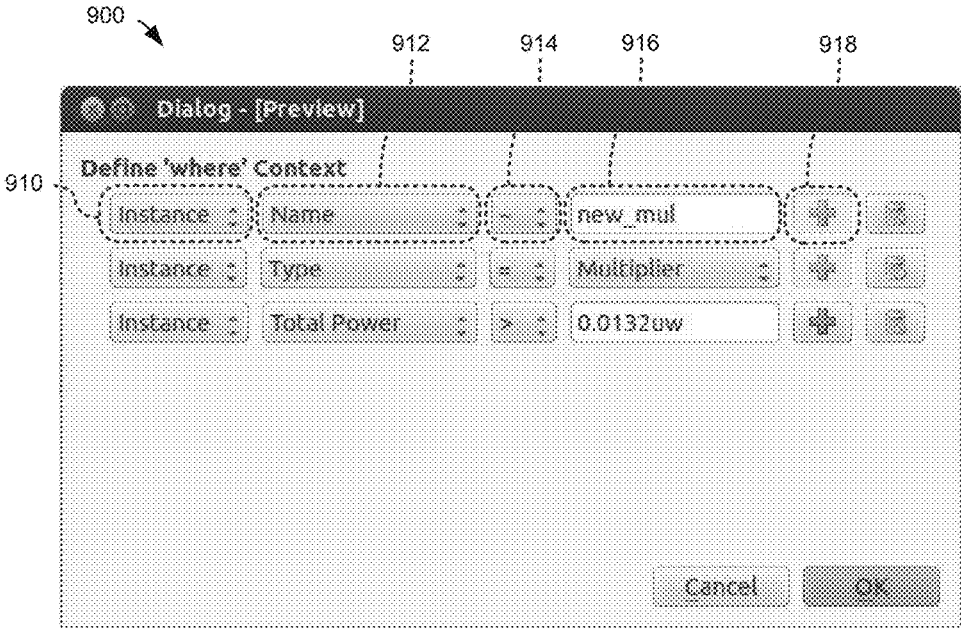 900
912 914 916 918
Dialog - [Preview]
Define 'where' Context
910
Instance Name ~ new_mul
Instance Type = Multiplier
Instance Total Power > 0.0132uw
Cancel OK